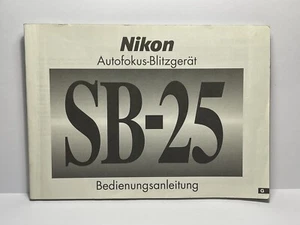 Nikon
Autofokus-Blitzgerät
SB-25
Bedienungsanleitung
G